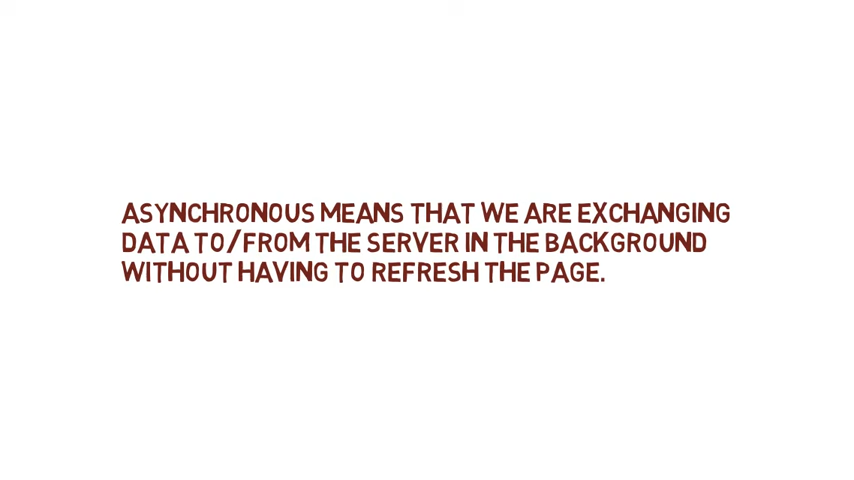 ASYNCHRONOUS MEANS THAT WE ARE EXCHANGING
DATA TO/FROM THE SERVER IN THE BACKGROUND
WITHOUT HAVING TO REFRESH THE PAGE.